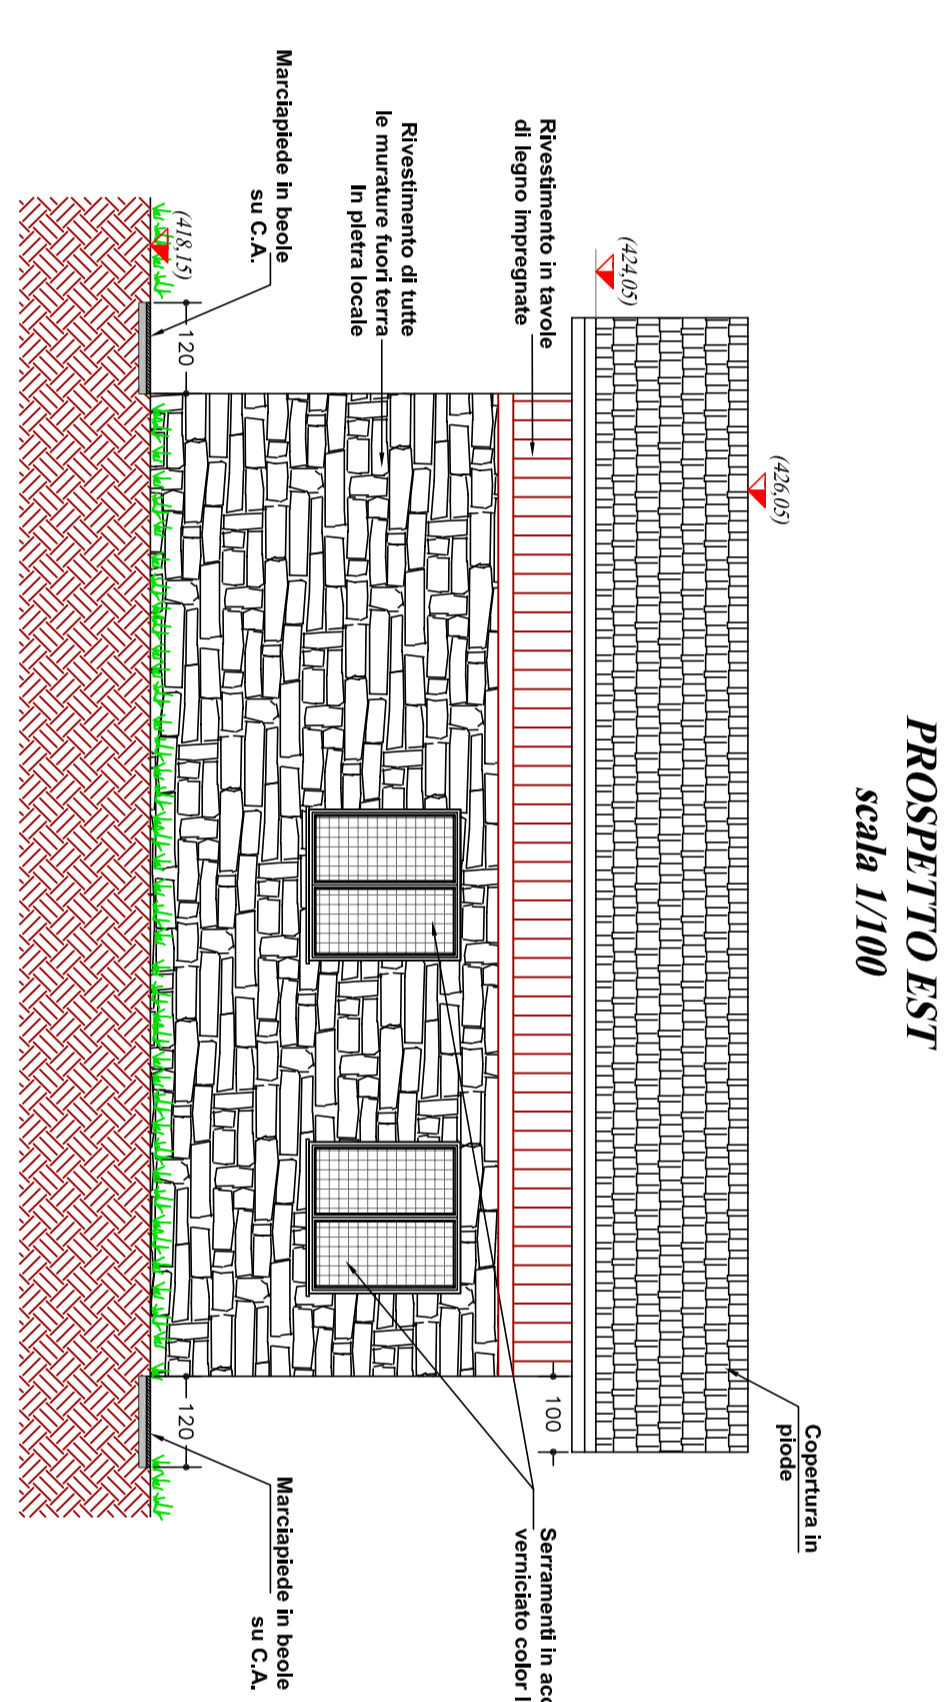 PROSPETTO EST
scala 1/100
(426,05)
Copertura in
piode
(424,05)
Rivestimento in tavole
di legno impregnate
100
Serramenti in
verniciato color
Rivestimento di tutte
le murature fuori terra
In pletra locale
Marciapiede in beole
su C.A.
(418,15)
120
120
Marciapiede in beole
su C.A.